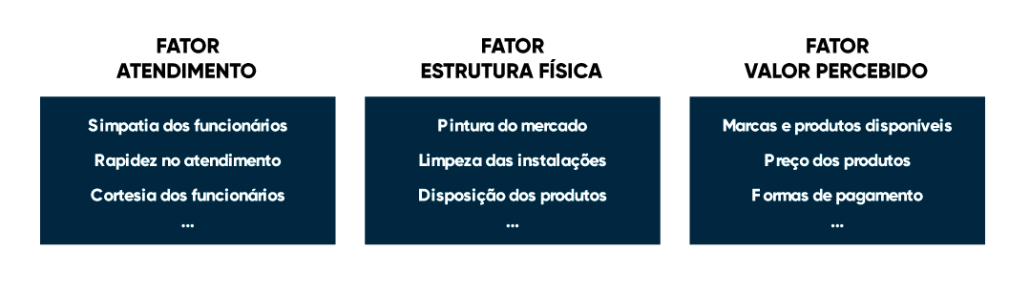 FATOR
ATENDIMENTO
Simpatia dos funcionários
Rapidez no atendimento
Cortesia dos funcionários
...
FATOR
ESTRUTURA FÍSICA
Pintura do mercado
Limpeza das instalações
Disposição dos produtos
...
FATOR
VALOR PERCEBIDO
Marcas e produtos disponíveis
Preço dos produtos
Formas de pagamento
...